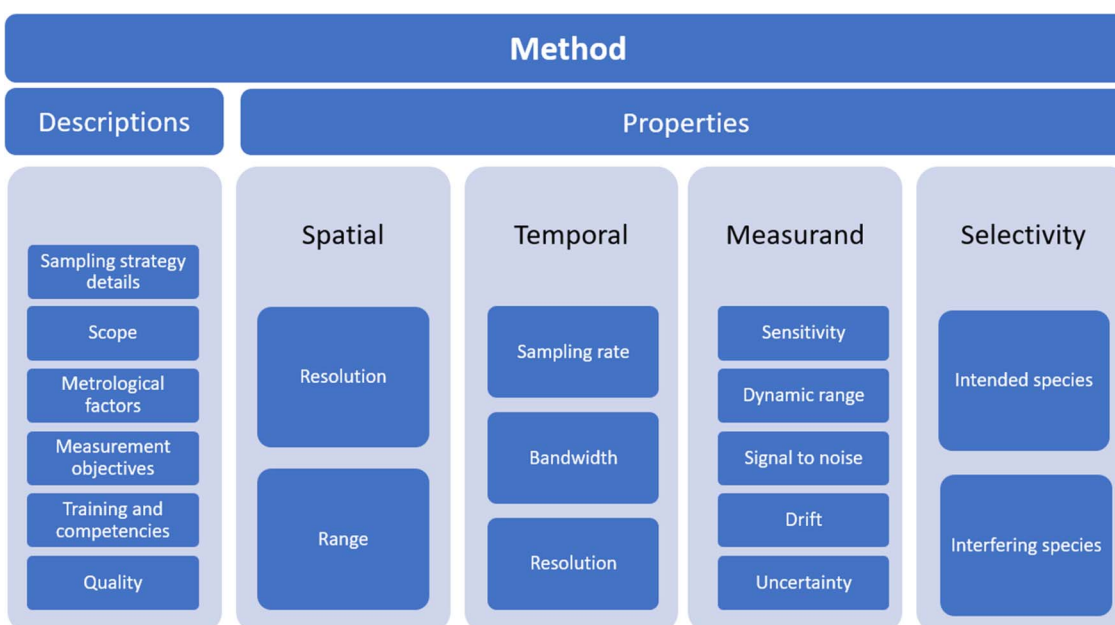 Method
Descriptions
Properties
Sampling strategy
details
Scope
Metrological
factors
Measurement
objectives
Training and
competencies
Quality
Spatial
Resolution
Range
Temporal
Sampling rate
Bandwidth
Resolution
Measurand
Sensitivity
Dynamic range
Signal to noise
Drift
Uncertainty
Selectivity
Intended species
Interfering species